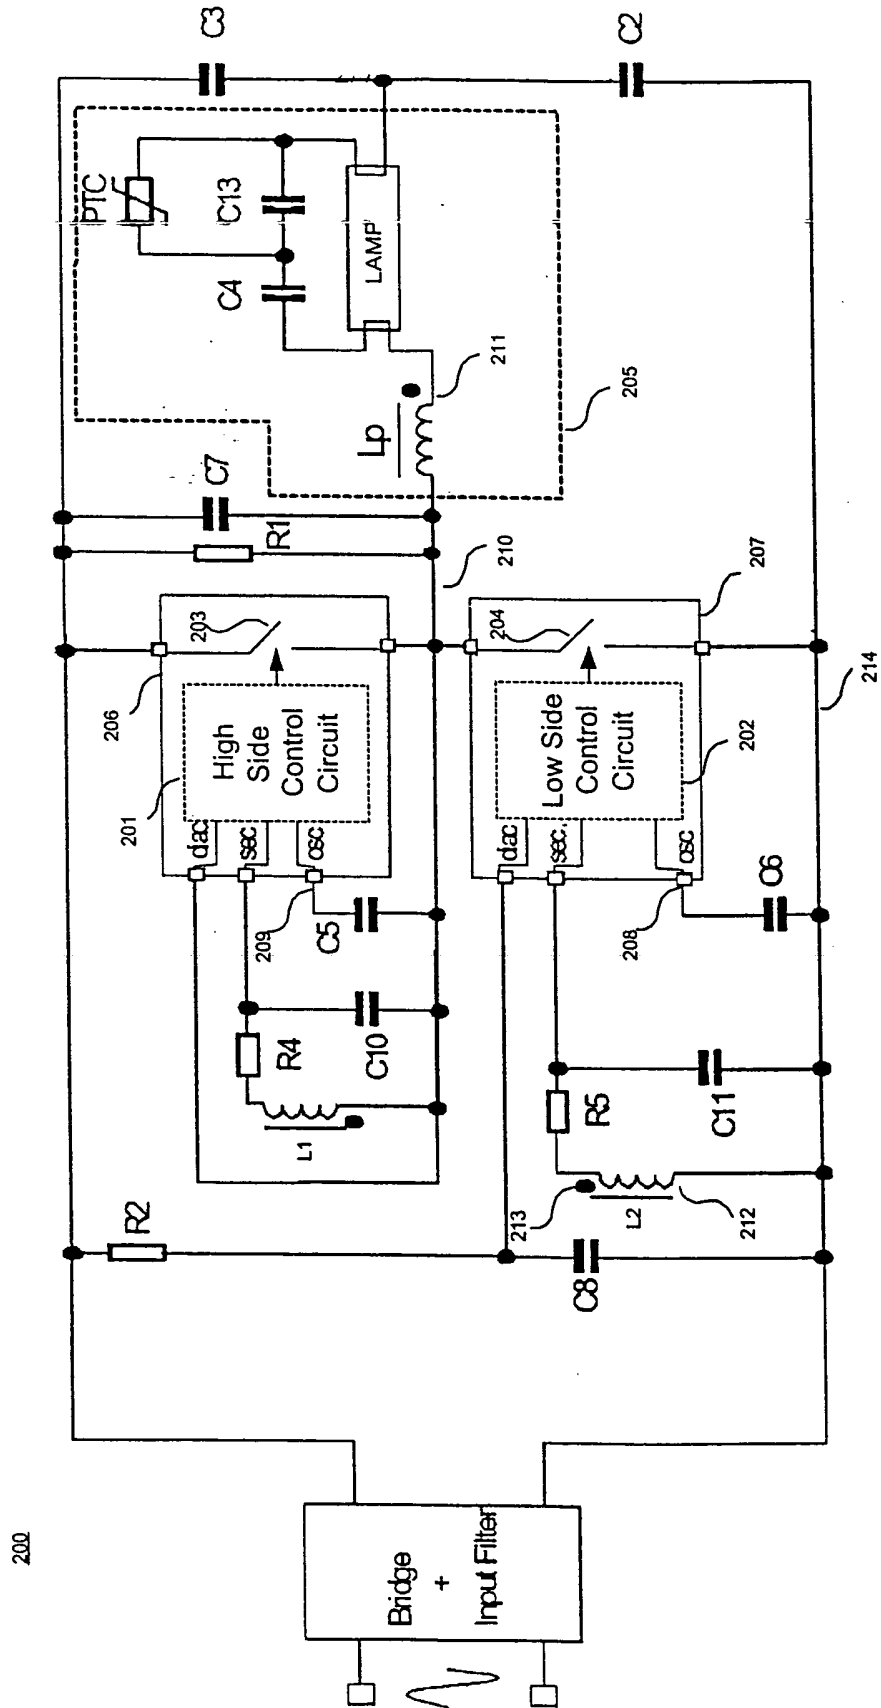 200
Bridge
+
Input Filter
R2
C8
L1
R4
C10
C5
209
diac
sec
osc
201
High
Side
Control
Circuit
206
203
213
L2
212
R5
C11
208
C6
diac
sec.
osc
Low Side
Control
Circuit
202
204
207
214
210
R1
C7
Lp
211
205
C4
C13
PTC
LAMP
C3
C2